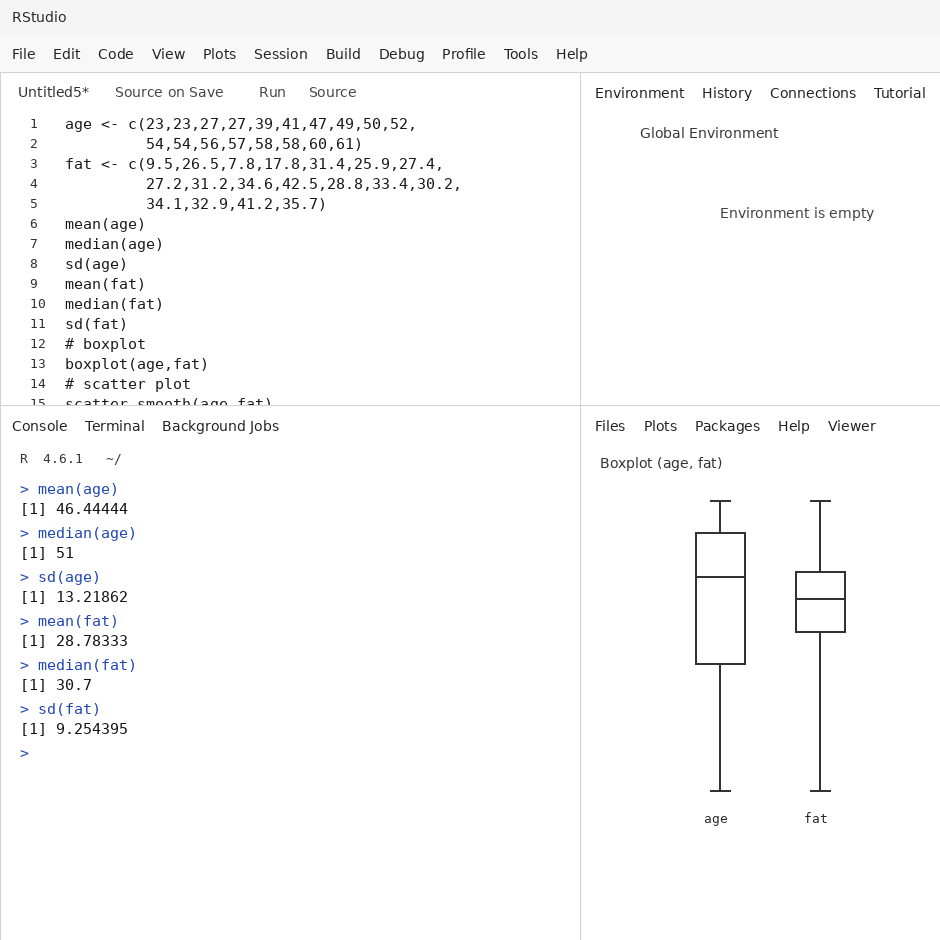 RStudio
File Edit Code View Plots Session Build Debug Profile Tools Help
Untitled5* Source on Save Run Source
1 age <- c(23,23,27,27,39,41,47,49,50,52,
2          54,54,56,57,58,58,60,61)
3 fat <- c(9.5,26.5,7.8,17.8,31.4,25.9,27.4,
4          27.2,31.2,34.6,42.5,28.8,33.4,30.2,
5          34.1,32.9,41.2,35.7)
6 mean(age)
7 median(age)
8 sd(age)
9 mean(fat)
10 median(fat)
11 sd(fat)
12 # boxplot
13 boxplot(age,fat)
14 # scatter plot
15 scatter.smooth(age,fat)
Environment History Connections Tutorial
Global Environment
Environment is empty
Console Terminal Background Jobs
R 4.6.1 ~/
> mean(age)
[1] 46.44444
> median(age)
[1] 51
> sd(age)
[1] 13.21862
> mean(fat)
[1] 28.78333
> median(fat)
[1] 30.7
> sd(fat)
[1] 9.254395
>
Files Plots Packages Help Viewer
Boxplot (age, fat)
age fat